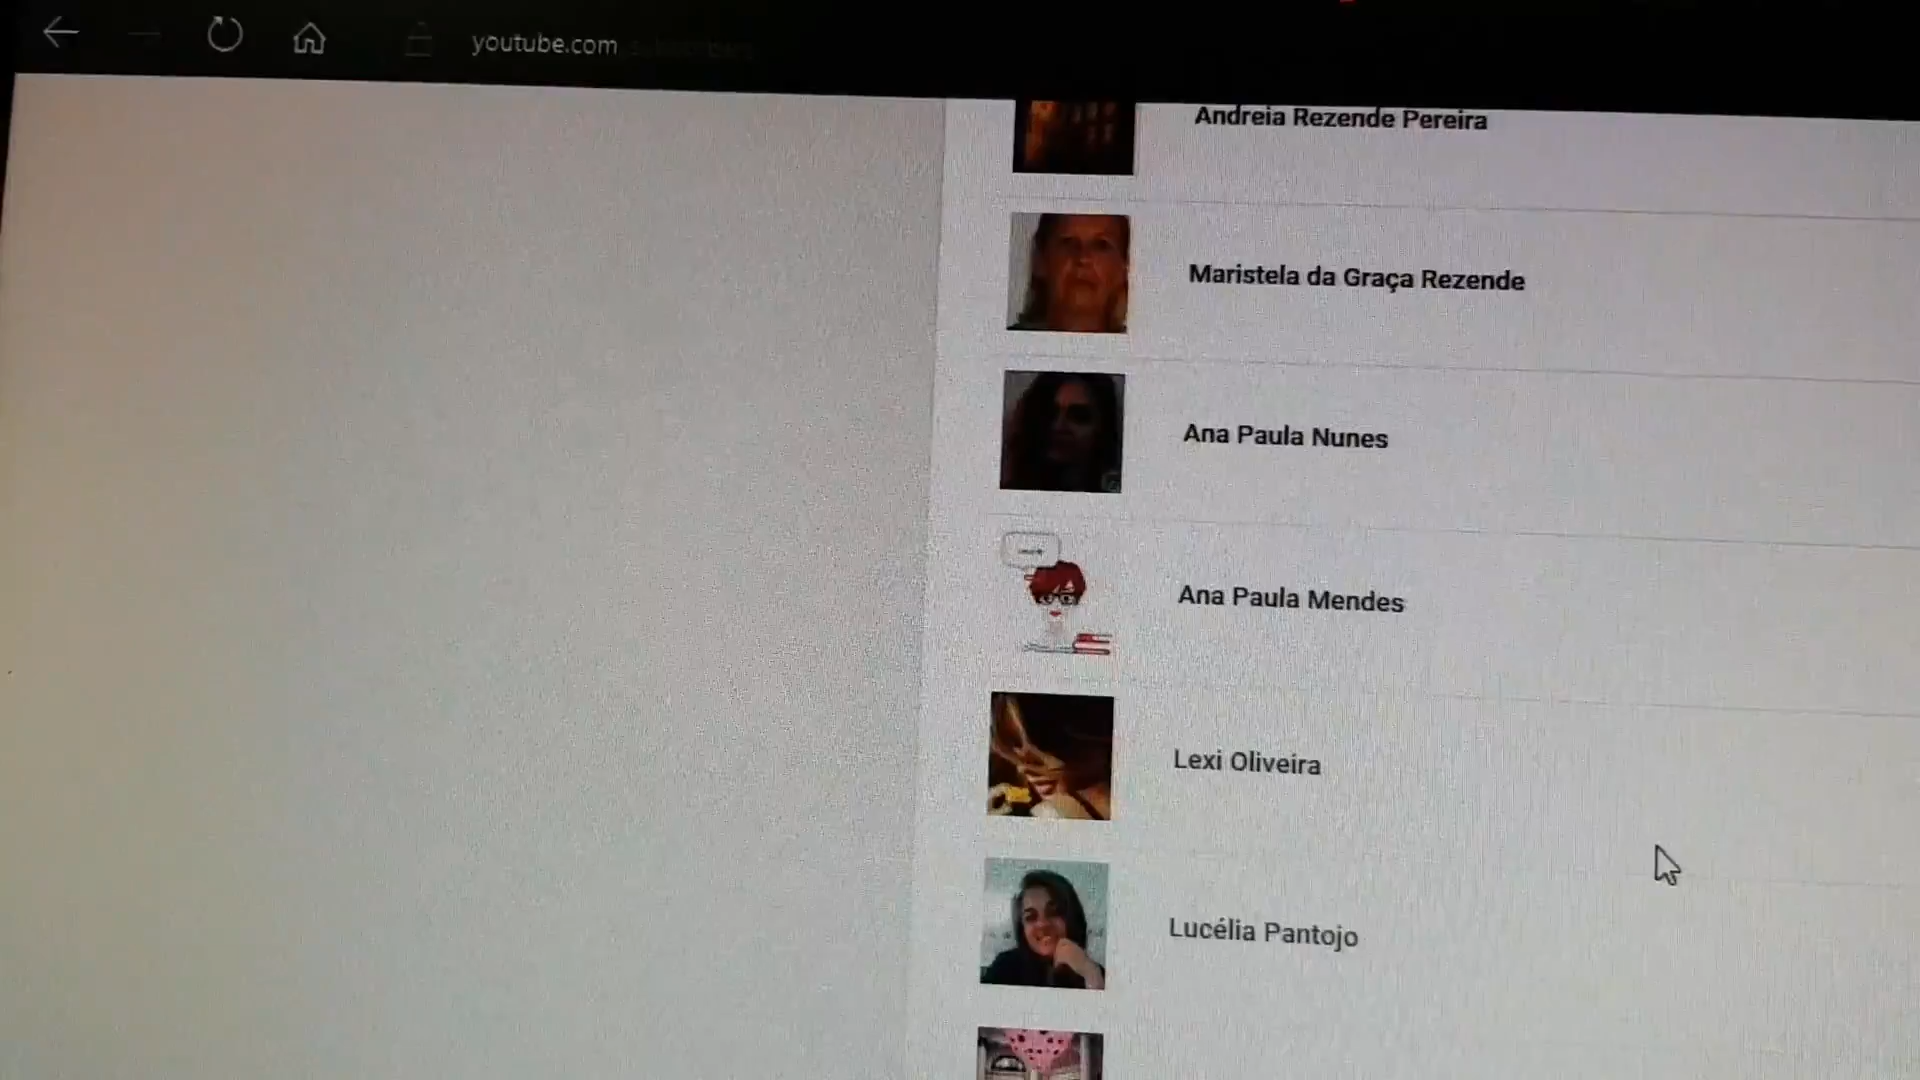 youtube.com
Andreia Rezende Pereira
Maristela da Graça Rezende
Ana Paula Nunes
Ana Paula Mendes
Lexi Oliveira
Lucélia Pantojo